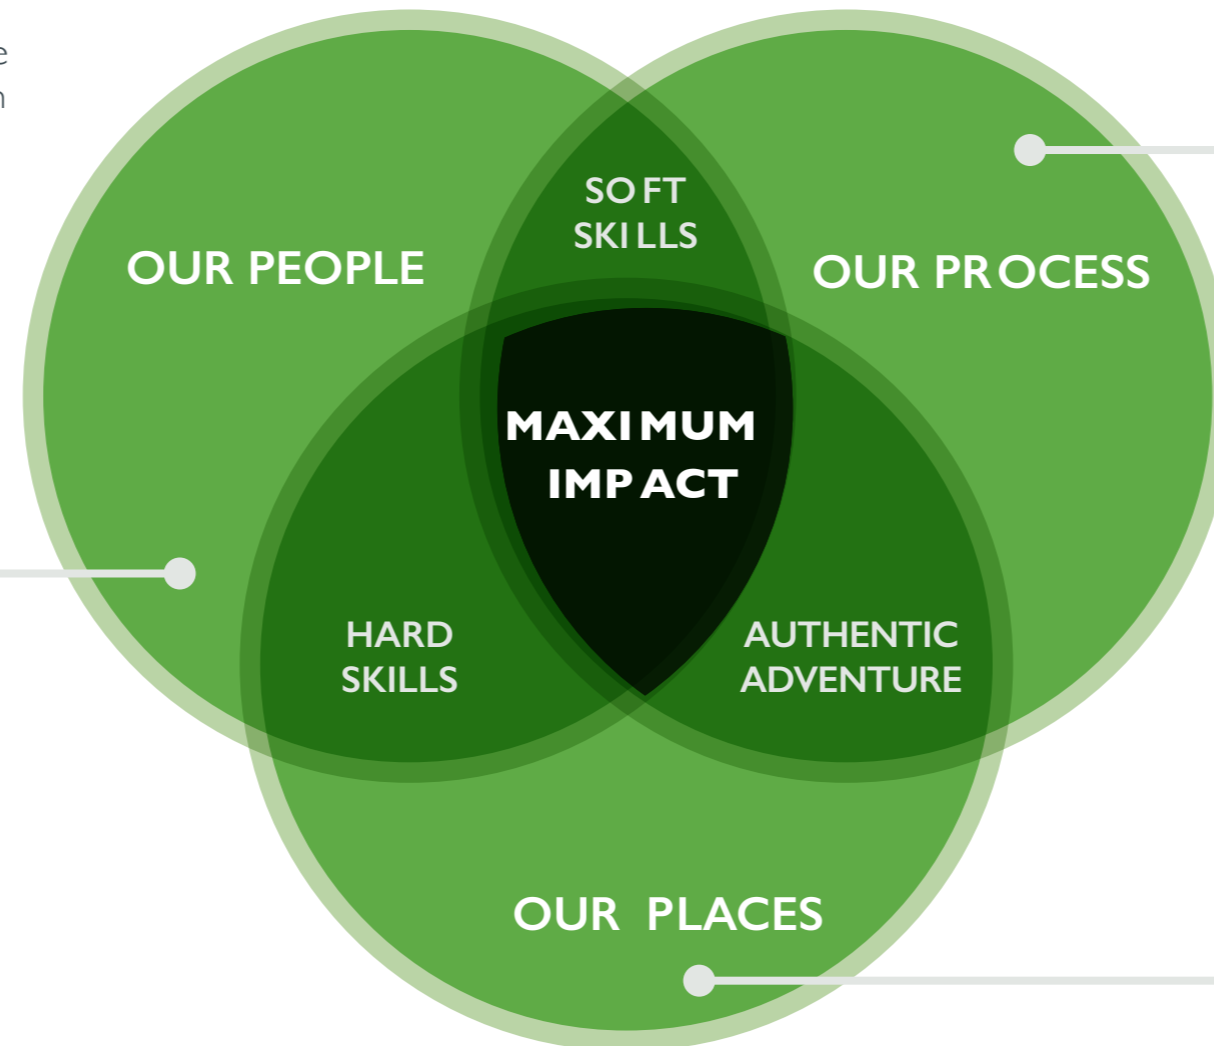 SOFT
SKILLS
OUR PEOPLE
OUR PROCESS
MAXIMUM
IMPACT
HARD
SKILLS
AUTHENTIC
ADVENTURE
OUR PLACES